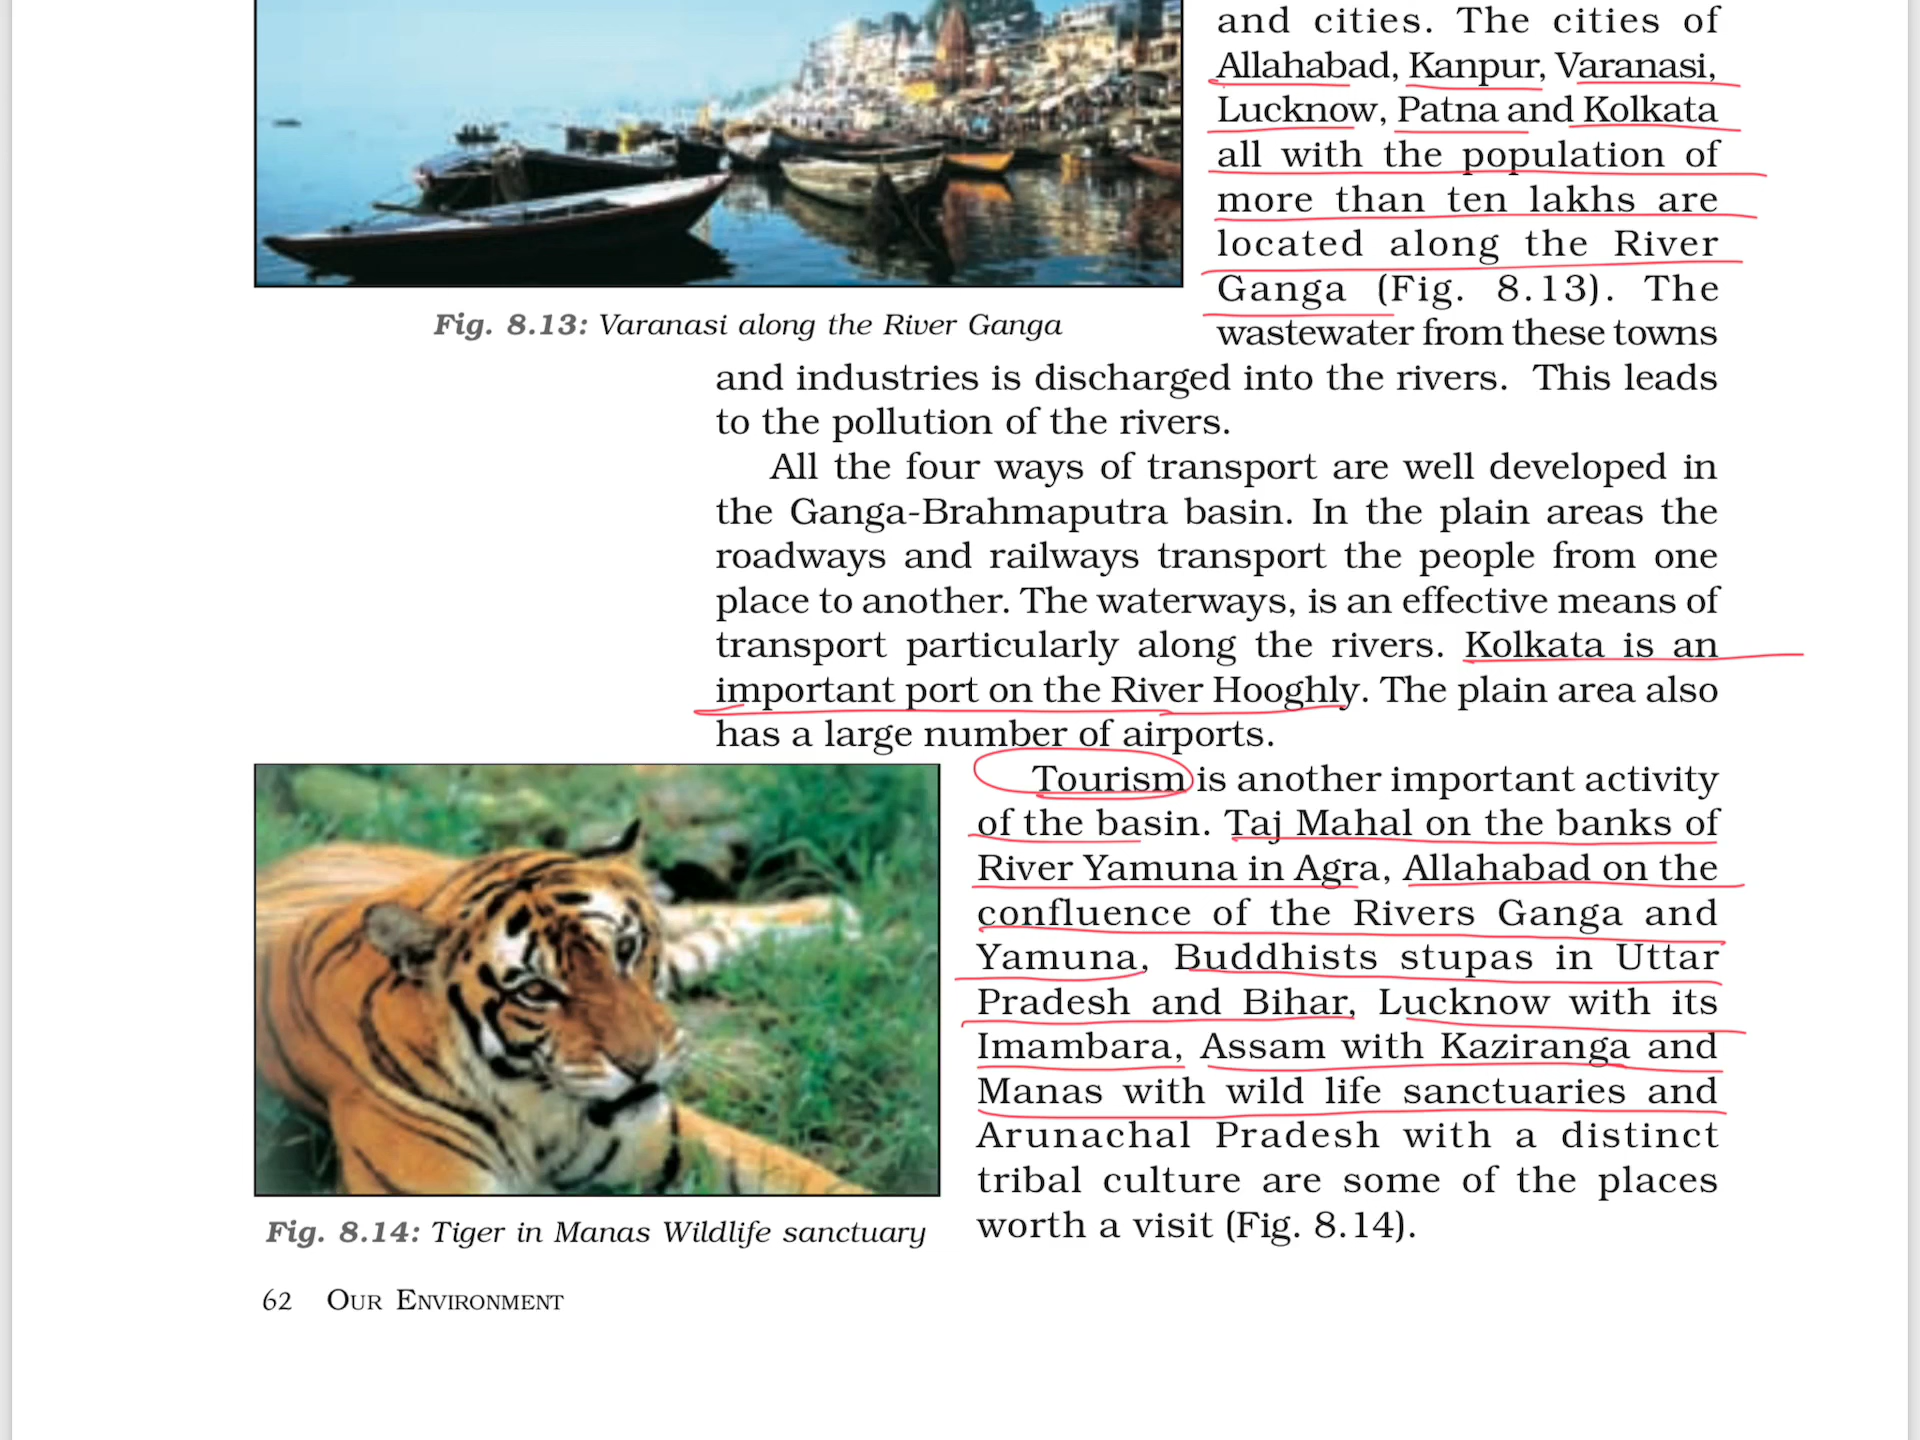 and cities. The cities of
Allahabad, Kanpur, Varanasi,
Lucknow, Patna and Kolkata
all with the population of
more than ten lakhs are
located along the River
Ganga (Fig. 8.13). The
wastewater from these towns
Fig. 8.13: Varanasi along the River Ganga
and industries is discharged into the rivers. This leads
to the pollution of the rivers.
All the four ways of transport are well developed in
the Ganga-Brahmaputra basin. In the plain areas the
roadways and railways transport the people from one
place to another. The waterways, is an effective means of
transport particularly along the rivers. Kolkata is an
important port on the River Hooghly. The plain area also
has a large number of airports.
Tourism is another important activity
of the basin. Taj Mahal on the banks of
River Yamuna in Agra, Allahabad on the
confluence of the Rivers Ganga and
Yamuna, Buddhists stupas in Uttar
Pradesh and Bihar, Lucknow with its
Imambara, Assam with Kaziranga and
Manas with wild life sanctuaries and
Arunachal Pradesh with a distinct
tribal culture are some of the places
worth a visit (Fig. 8.14).
Fig. 8.14: Tiger in Manas Wildlife sanctuary
62 OUR ENVIRONMENT